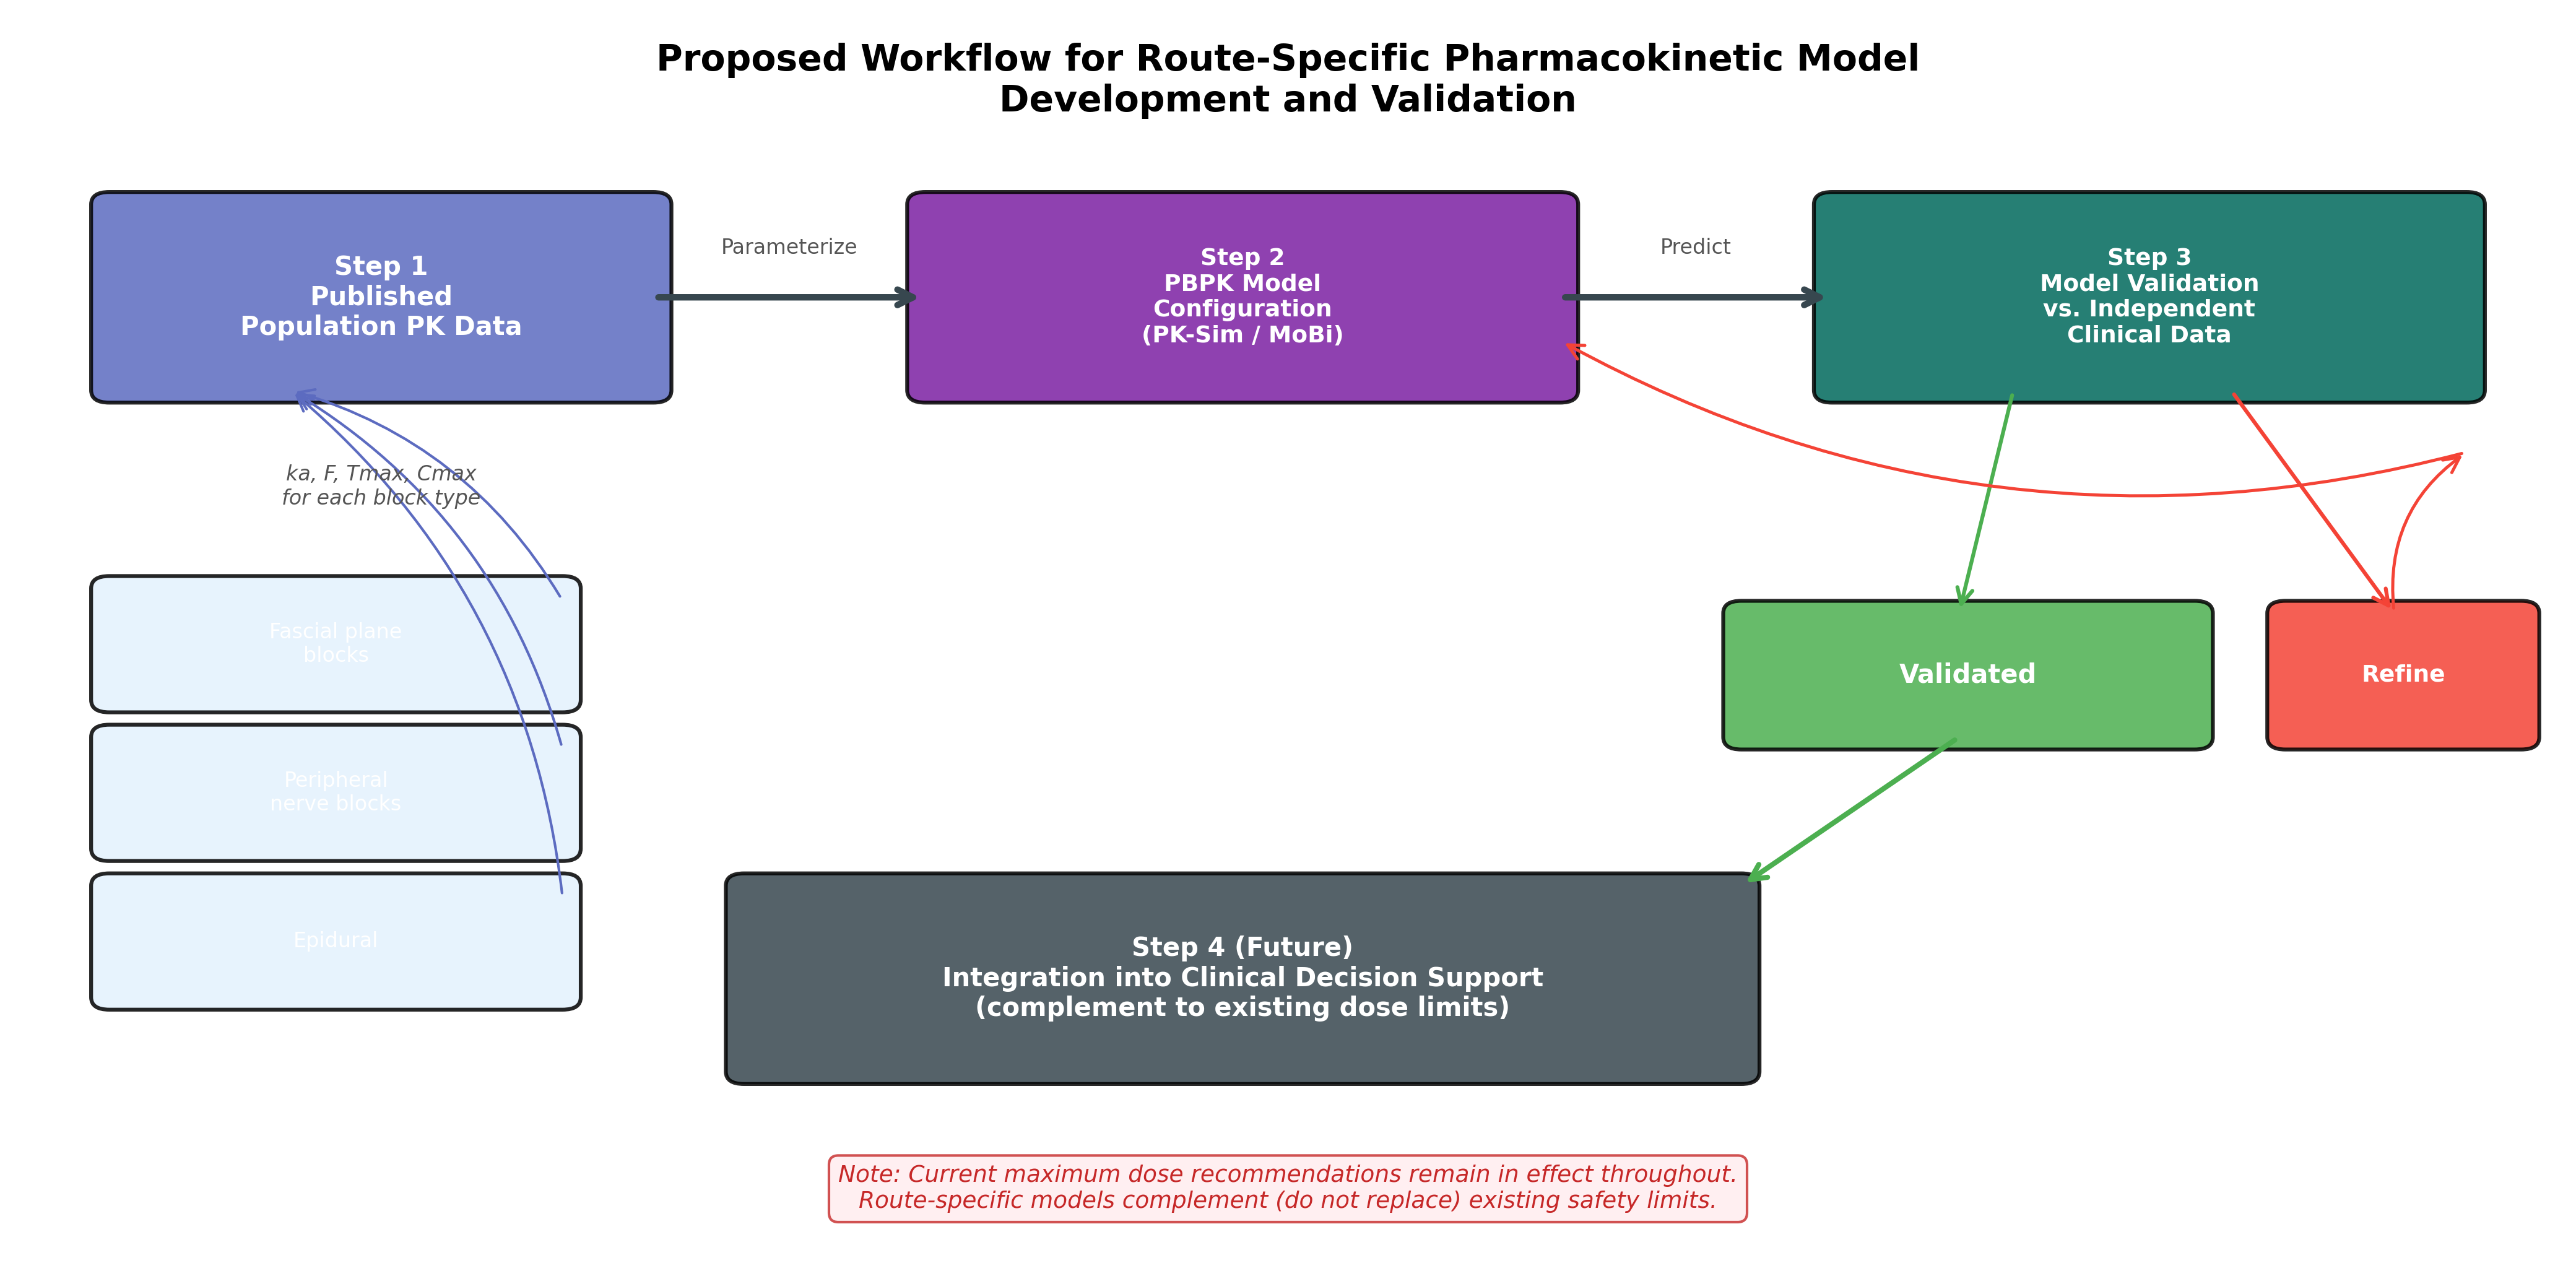 Proposed Workflow for Route-Specific Pharmacokinetic Model
Development and Validation
Step 1
Published
Population PK Data
Parameterize
Step 2
PBPK Model
Configuration
(PK-Sim / MoBi)
Predict
Step 3
Model Validation
vs. Independent
Clinical Data
ka, F, Tmax, Cmax
for each block type
Fascial plane
blocks
Peripheral
nerve blocks
Epidural
Validated
Refine
Step 4 (Future)
Integration into Clinical Decision Support
(complement to existing dose limits)
Note: Current maximum dose recommendations remain in effect throughout.
Route-specific models complement (do not replace) existing safety limits.